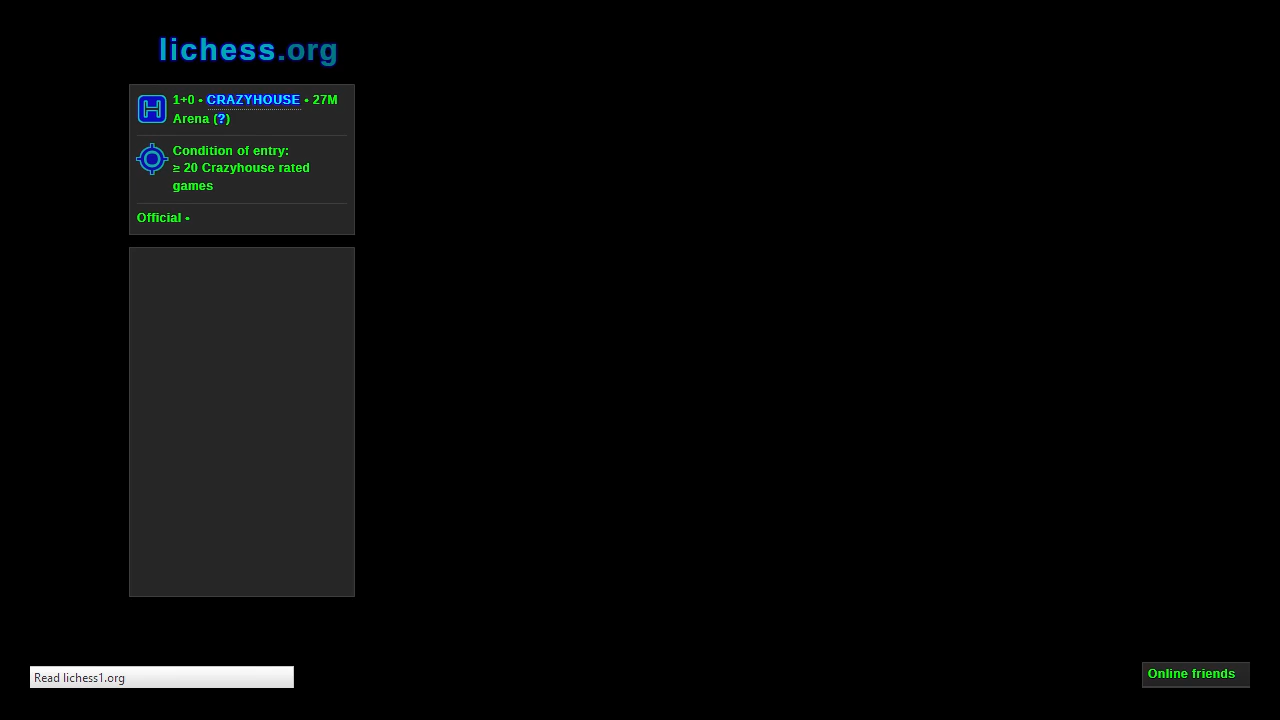 lichess.org
1+0 • CRAZYHOUSE • 27M
Arena (?)
Condition of entry:
≥ 20 Crazyhouse rated
games
Official •
Read lichess1.org
Online friends